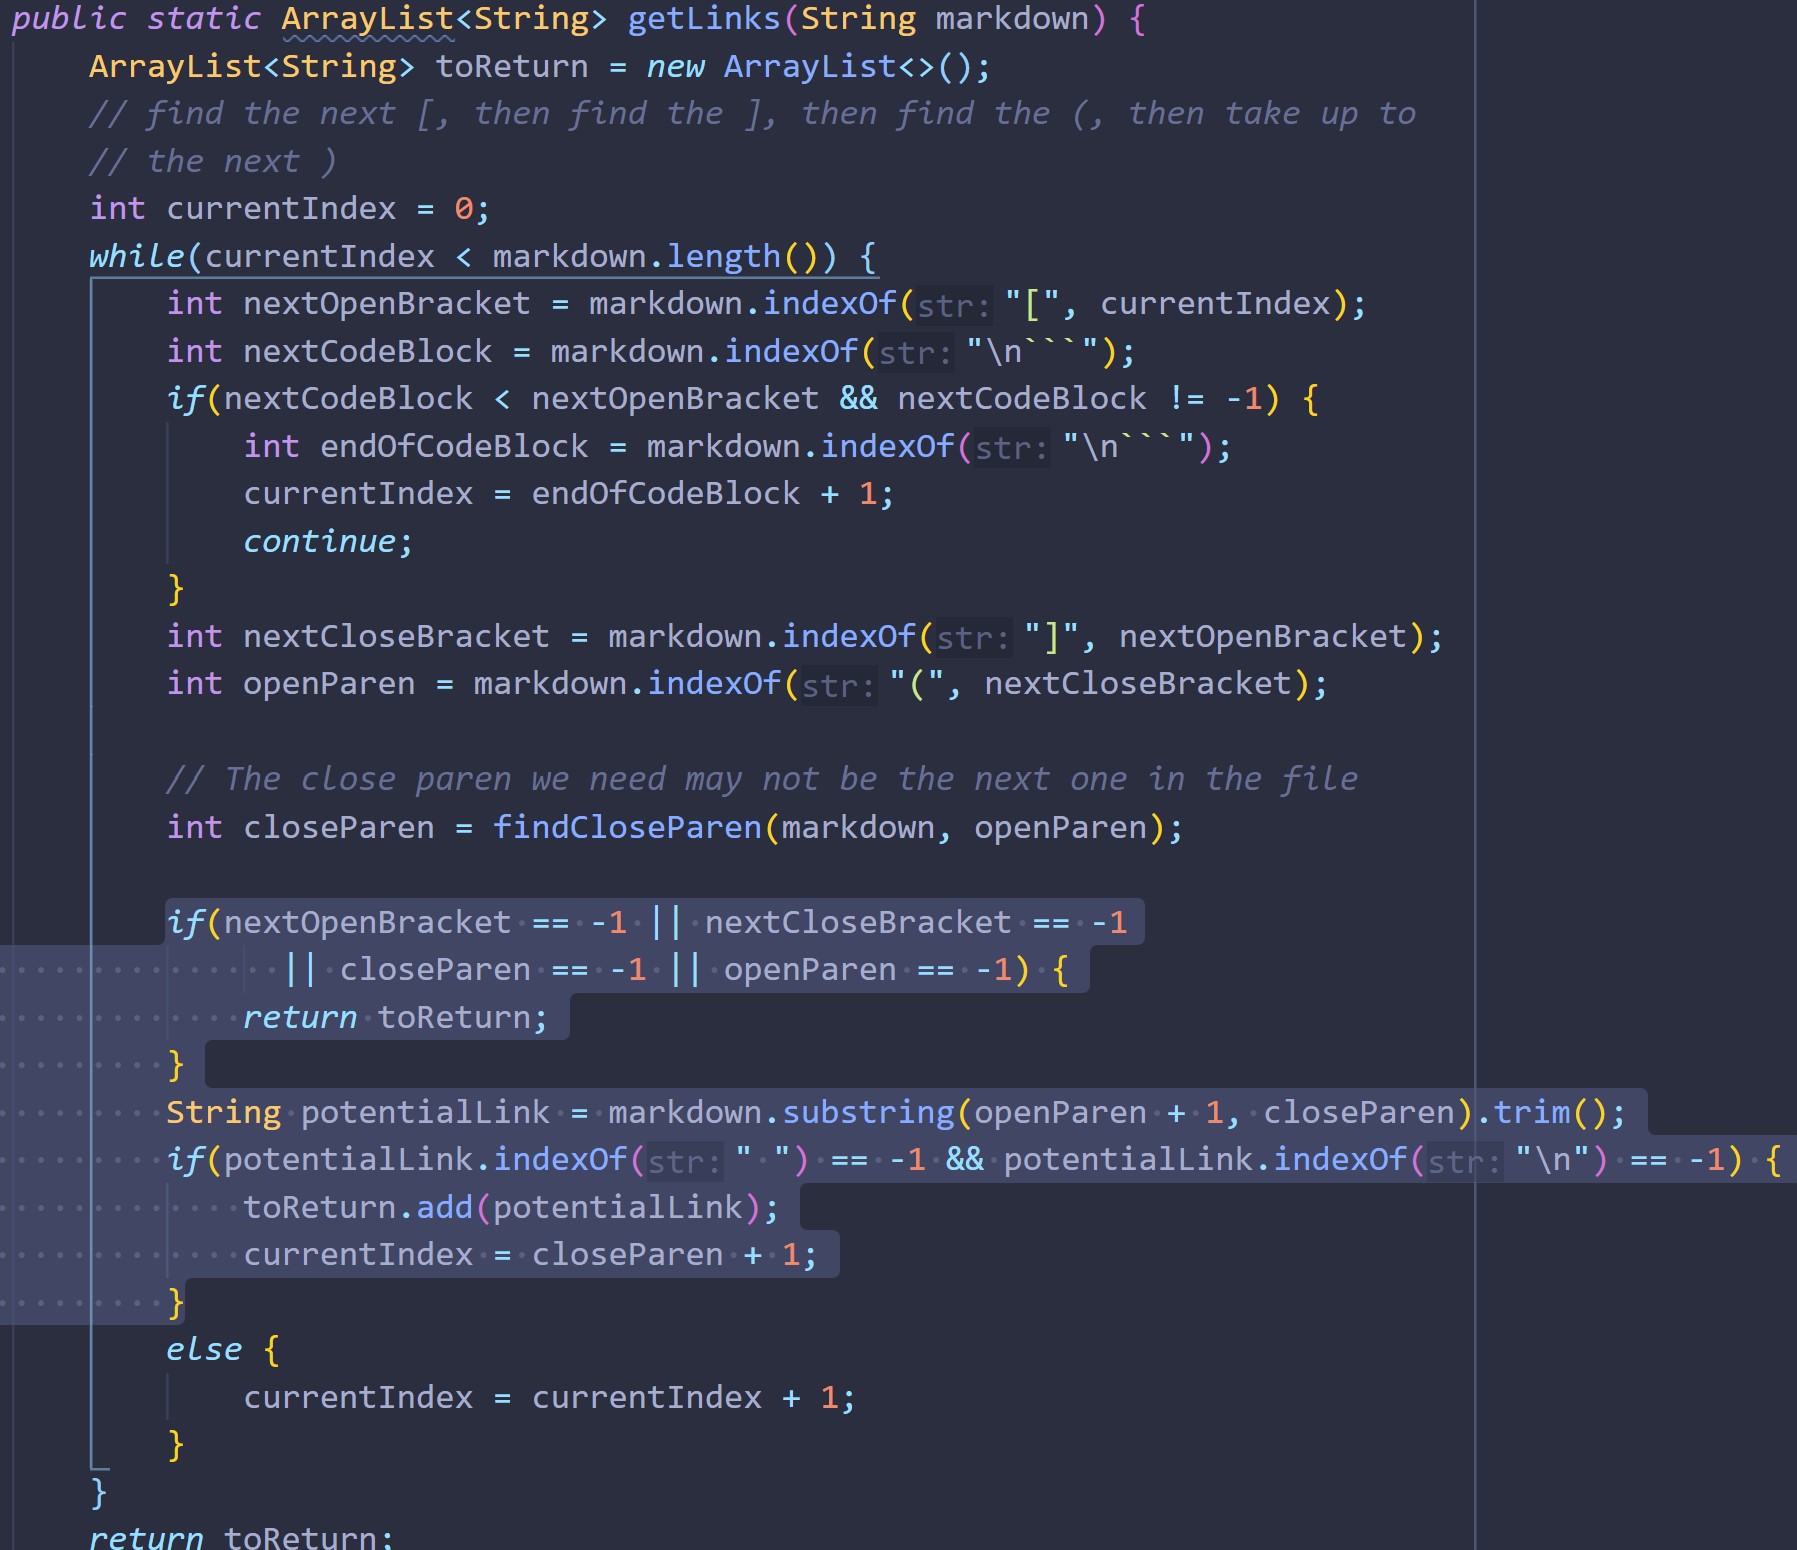 public static ArrayList<String> getLinks(String markdown) {
    ArrayList<String> toReturn = new ArrayList<>();
    // find the next [, then find the ], then find the (, then take up to
    // the next )
    int currentIndex = 0;
    while(currentIndex < markdown.length()) {
        int nextOpenBracket = markdown.indexOf(str: "[", currentIndex);
        int nextCodeBlock = markdown.indexOf(str: "\n```");
        if(nextCodeBlock < nextOpenBracket && nextCodeBlock != -1) {
            int endOfCodeBlock = markdown.indexOf(str: "\n```");
            currentIndex = endOfCodeBlock + 1;
            continue;
        }
        int nextCloseBracket = markdown.indexOf(str: "]", nextOpenBracket);
        int openParen = markdown.indexOf(str: "(", nextCloseBracket);

        // The close paren we need may not be the next one in the file
        int closeParen = findCloseParen(markdown, openParen);

        if(nextOpenBracket == -1 || nextCloseBracket == -1
              || closeParen == -1 || openParen == -1) {
            return toReturn;
        }
        String potentialLink = markdown.substring(openParen + 1, closeParen).trim();
        if(potentialLink.indexOf(str: " ") == -1 && potentialLink.indexOf(str: "\n") == -1) {
            toReturn.add(potentialLink);
            currentIndex = closeParen + 1;
        }
        else {
            currentIndex = currentIndex + 1;
        }
    }
    return toReturn;